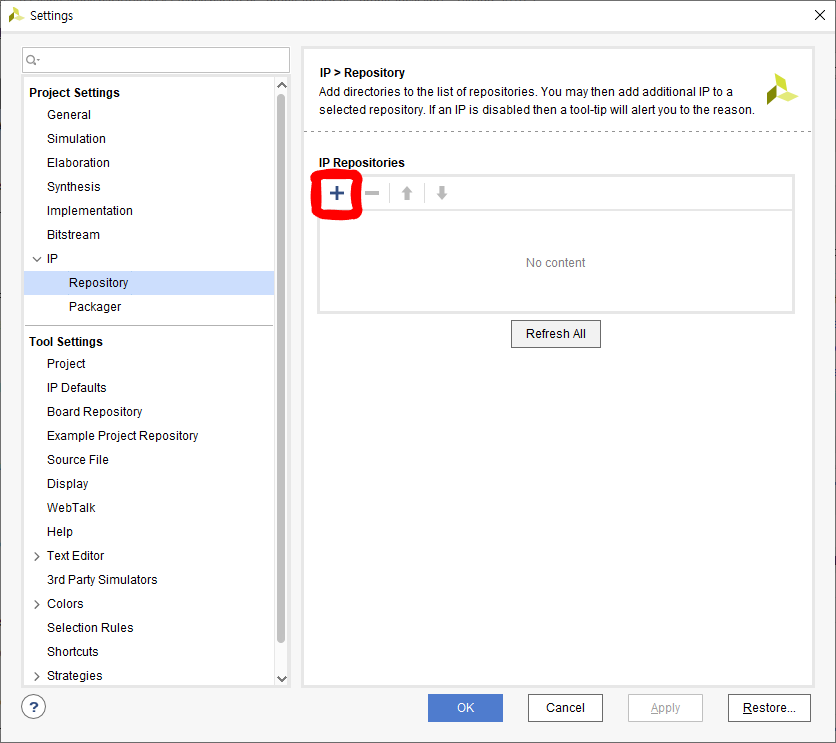 Settings
Project Settings
General
Simulation
Elaboration
Synthesis
Implementation
Bitstream
IP
Repository
Packager
Tool Settings
Project
IP Defaults
Board Repository
Example Project Repository
Source File
Display
WebTalk
Help
Text Editor
3rd Party Simulators
Colors
Selection Rules
Shortcuts
Strategies
IP > Repository
Add directories to the list of repositories. You may then add additional IP to a
selected repository. If an IP is disabled then a tool-tip will alert you to the reason.
IP Repositories
No content
Refresh All
?
OK
Cancel
Apply
Restore...